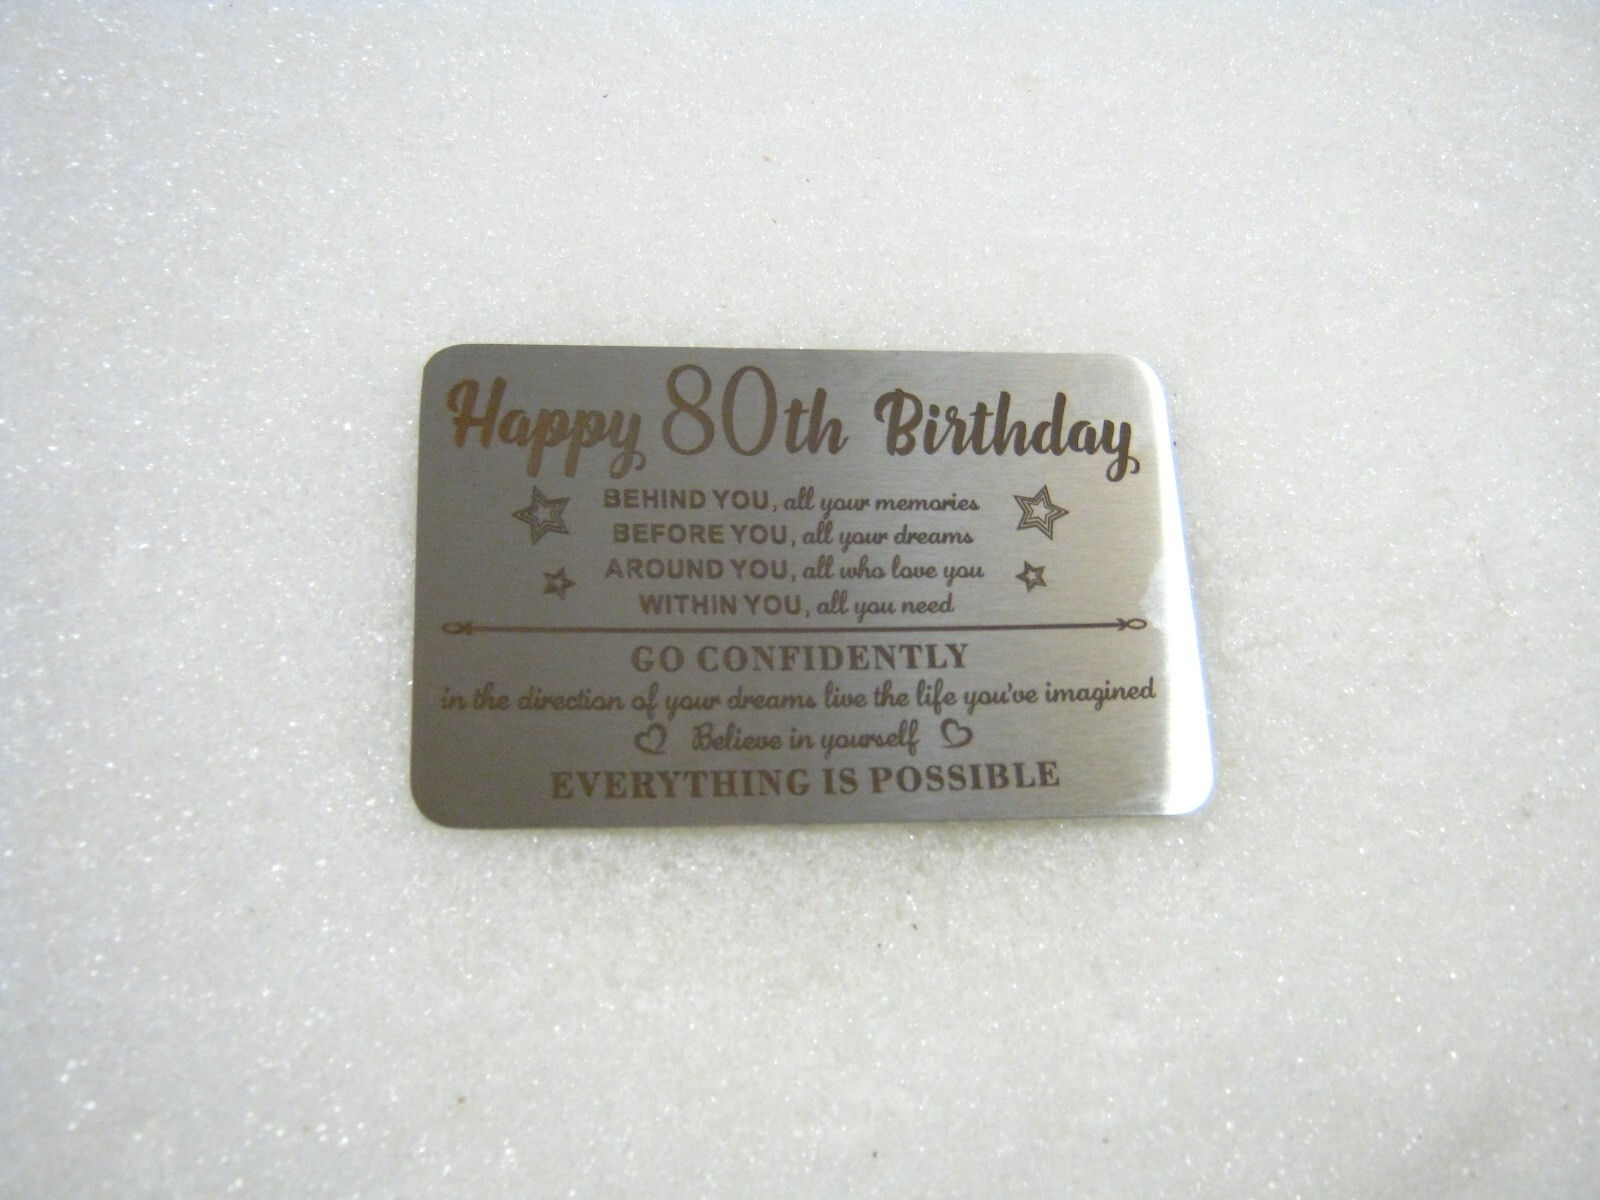 Happy 80th Birthday
BEHIND YOU, all your memories
BEFORE YOU, all your dreams
AROUND YOU, all who love you
WITHIN YOU, all you need
GO CONFIDENTLY
in the direction of your dreams live the life you've imagined
Believe in yourself
EVERYTHING IS POSSIBLE